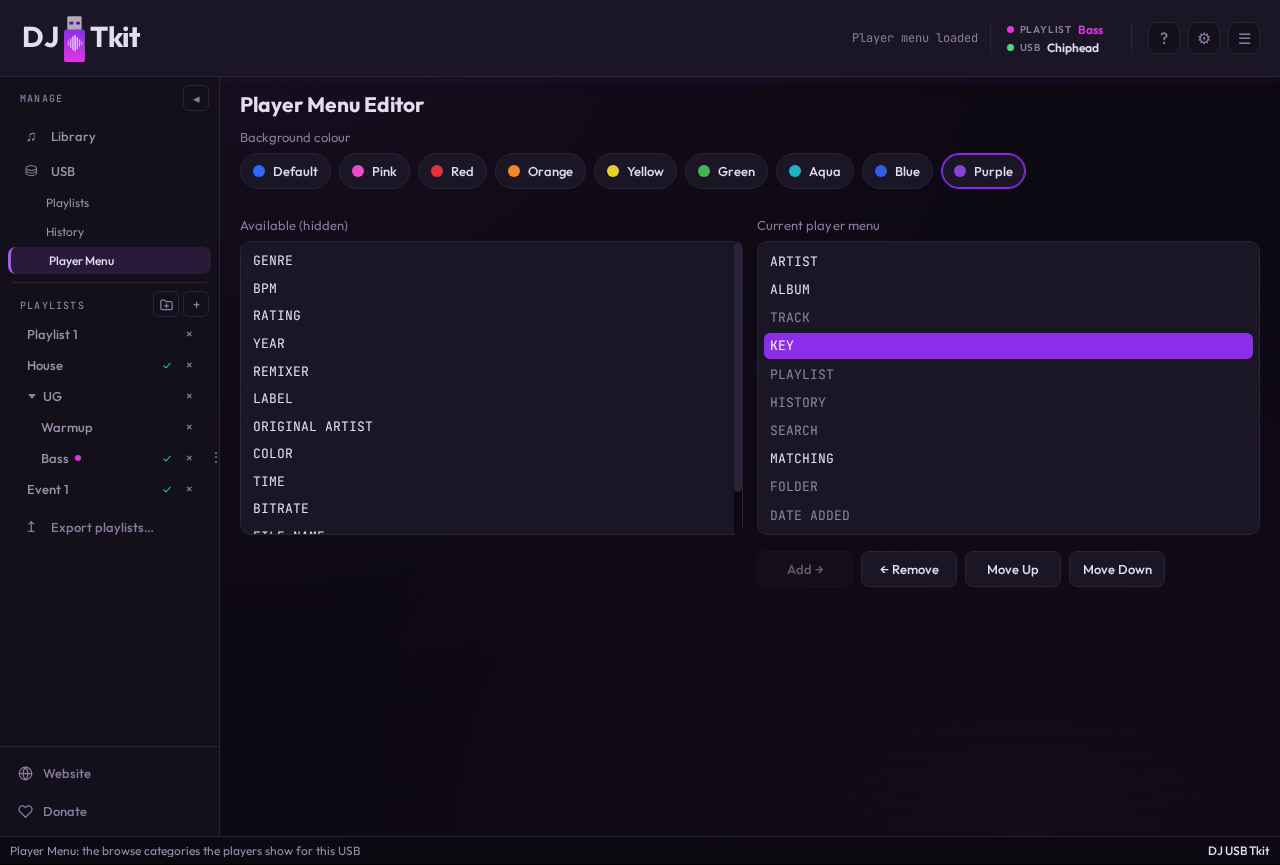 DJ Tkit
Player menu loaded
PLAYLIST Bass
USB Chiphead
?
MANAGE
Library
USB
Playlists
History
Player Menu
PLAYLISTS
+
Playlist 1 ×
House ✓ ×
UG ×
Warmup ×
Bass ✓ ×
Event 1 ✓ ×
Export playlists…
Website
Donate
Player Menu Editor
Background colour
Default Pink Red Orange Yellow Green Aqua Blue Purple
Available (hidden)
GENRE
BPM
RATING
YEAR
REMIXER
LABEL
ORIGINAL ARTIST
COLOR
TIME
BITRATE
FILE NAME
Current player menu
ARTIST
ALBUM
TRACK
KEY
PLAYLIST
HISTORY
SEARCH
MATCHING
FOLDER
DATE ADDED
Add → ← Remove Move Up Move Down
Player Menu: the browse categories the players show for this USB
DJ USB Tkit